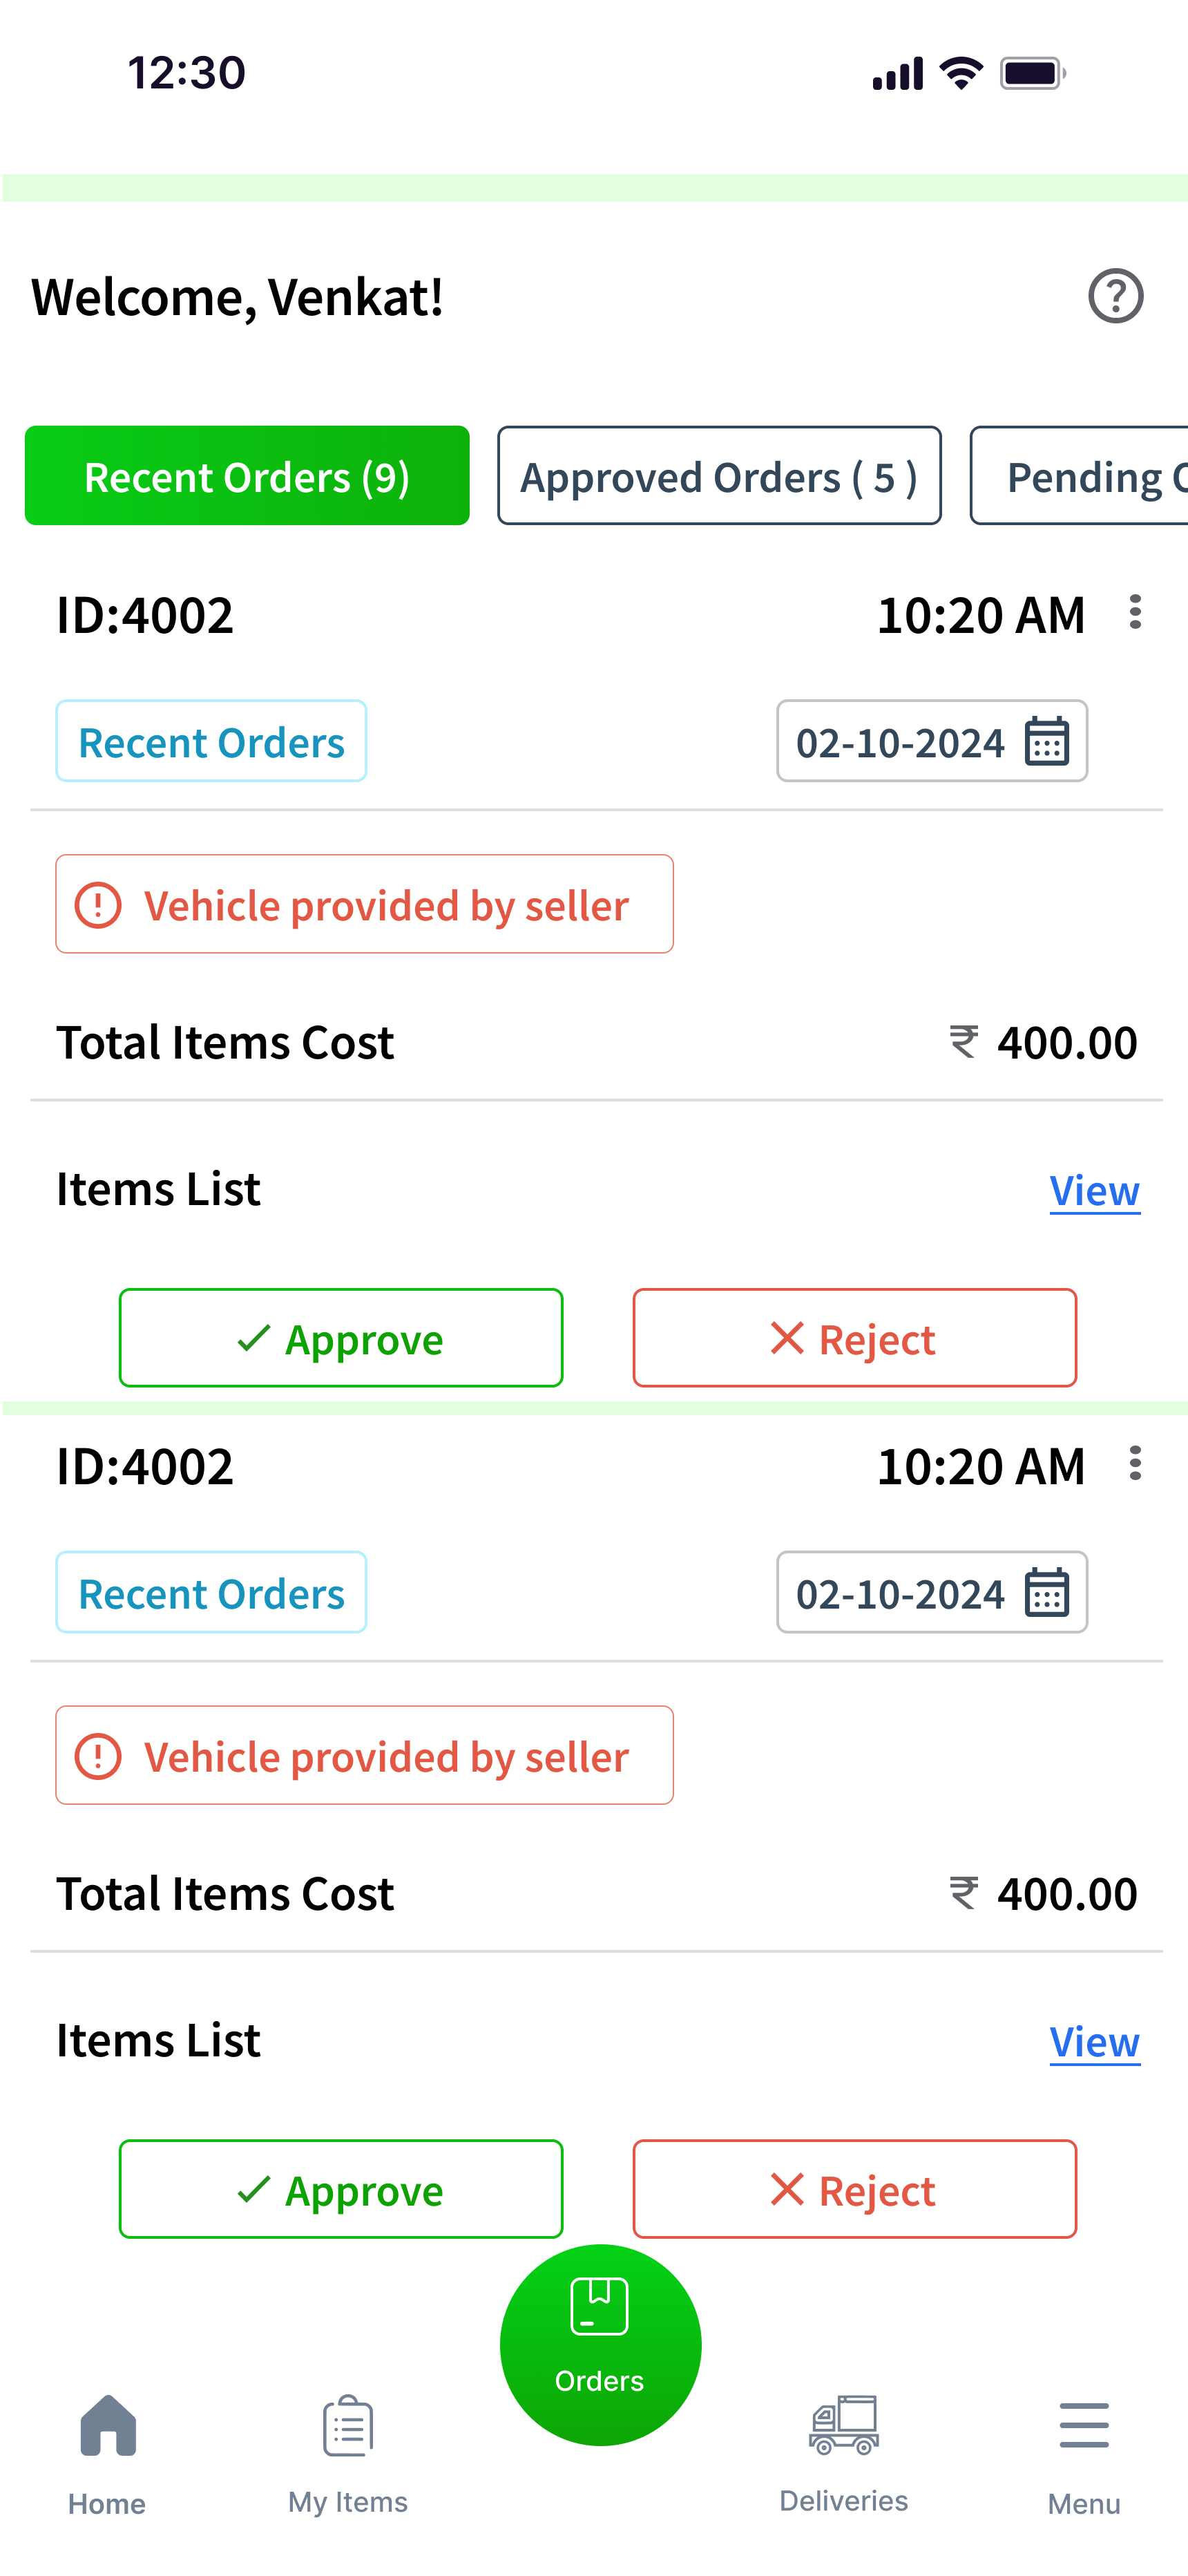 12:30
Welcome, Venkat!
Recent Orders (9)
Approved Orders ( 5 )
Pending
ID:4002
10:20 AM
Recent Orders
02-10-2024
Vehicle provided by seller
Total Items Cost
₹ 400.00
Items List
View
Approve
Reject
ID:4002
10:20 AM
Recent Orders
02-10-2024
Vehicle provided by seller
Total Items Cost
₹ 400.00
Items List
View
Approve
Reject
Orders
Home
My Items
Deliveries
Menu